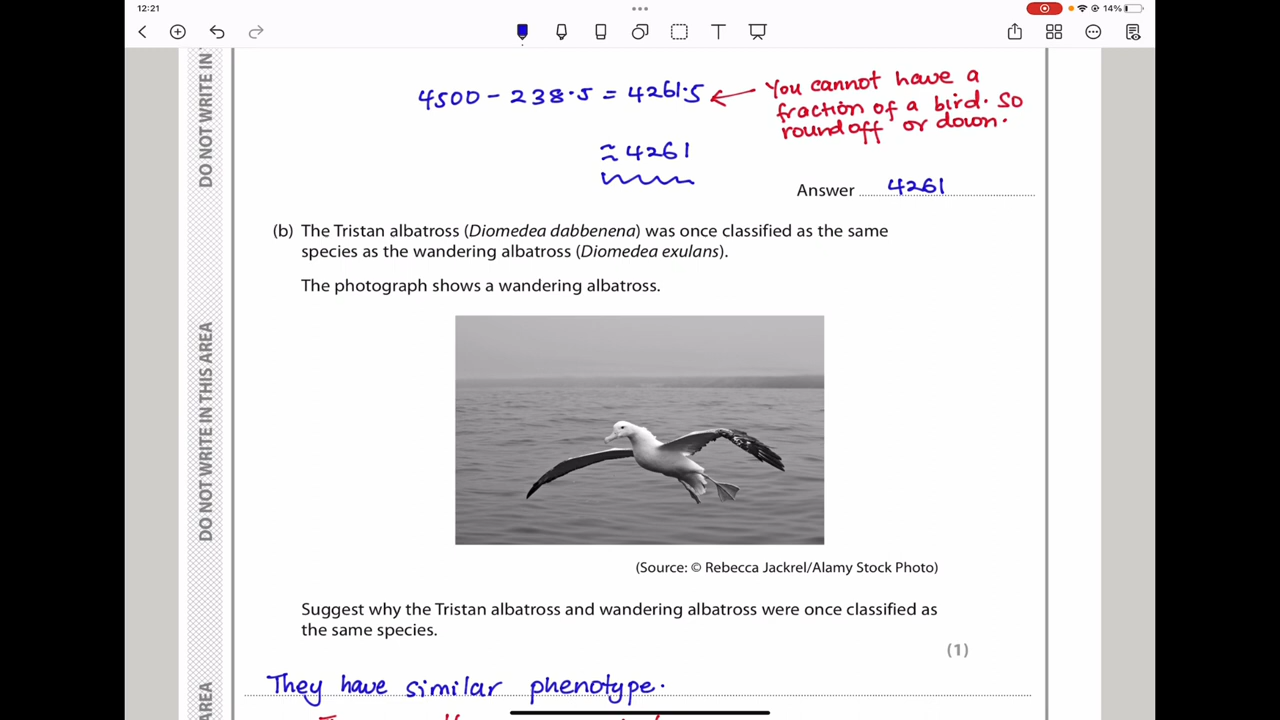 12:21
14%
DO NOT WRITE IN
4500 - 238.5 = 4261.5
You cannot have a
fraction of a bird. So
round off or down.
≈ 4261
Answer 4261
(b) The Tristan albatross (Diomedea dabbenena) was once classified as the same
species as the wandering albatross (Diomedea exulans).
The photograph shows a wandering albatross.
DO NOT WRITE IN THIS AREA
(Source: © Rebecca Jackrel/Alamy Stock Photo)
Suggest why the Tristan albatross and wandering albatross were once classified as
the same species.
(1)
They have similar phenotype.
AREA